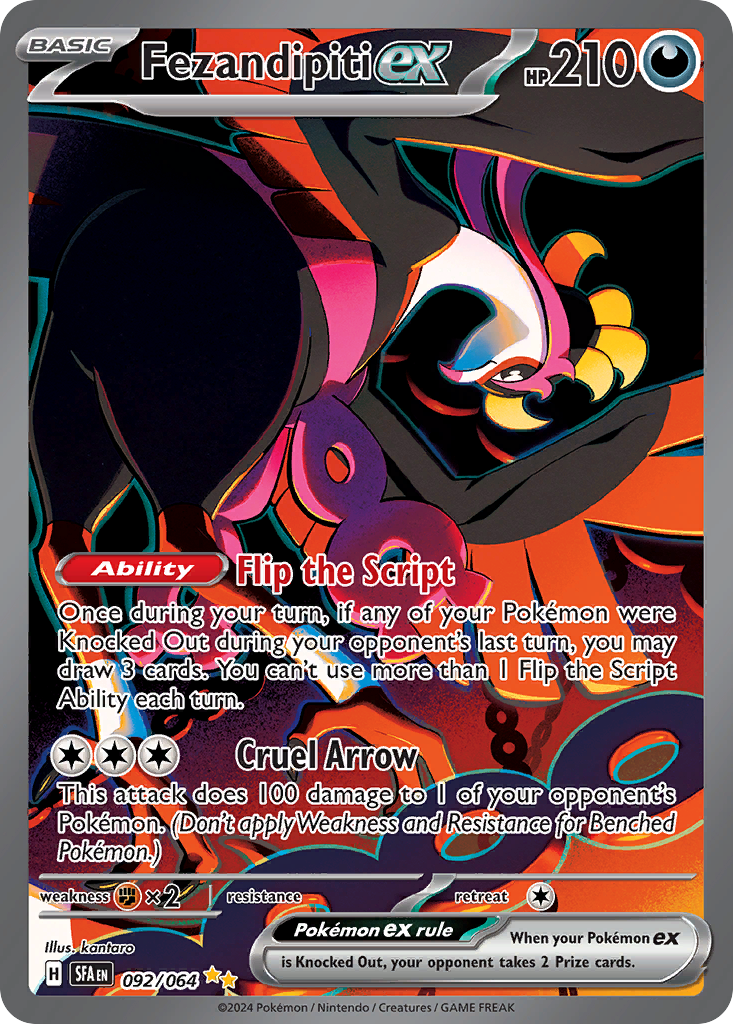 BASIC
Fezandipiti ex HP 210
Ability Flip the Script
Once during your turn, if any of your Pokémon were
Knocked Out during your opponent's last turn, you may
draw 3 cards. You can't use more than 1 Flip the Script
Ability each turn.
Cruel Arrow
This attack does 100 damage to 1 of your opponent's
Pokémon. (Don't apply Weakness and Resistance for Benched
Pokémon.)
weakness ×2 resistance retreat
Illus. kantaro
Pokémon ex rule When your Pokémon ex
is Knocked Out, your opponent takes 2 Prize cards.
H SFA EN 092/064
©2024 Pokémon / Nintendo / Creatures / GAME FREAK